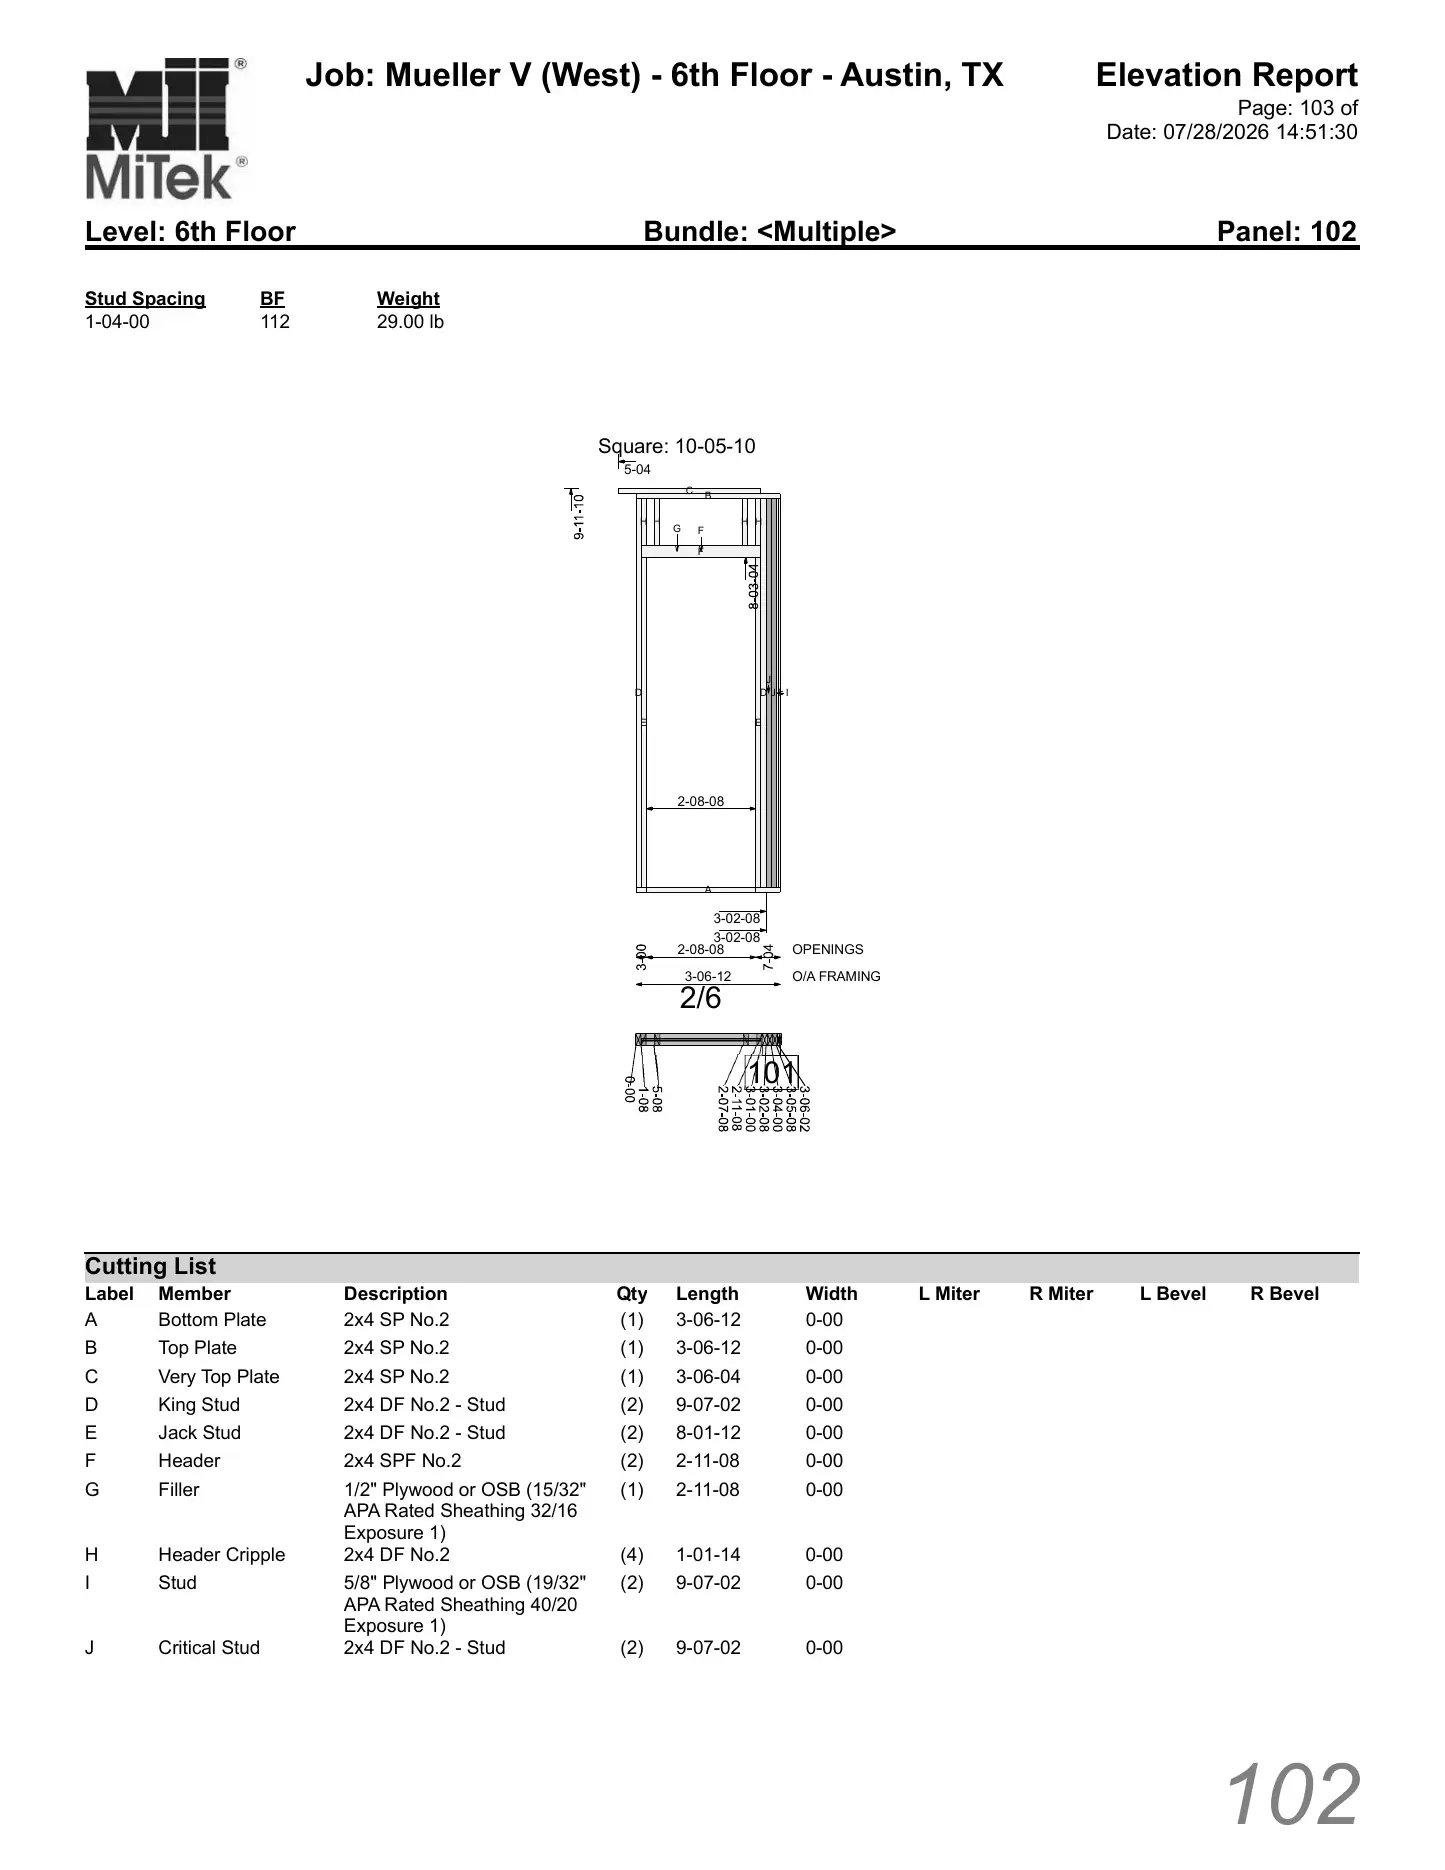 MiTek®
Job: Mueller V (West) - 6th Floor - Austin, TX
Elevation Report
Page: 103 of
Date: 07/28/2026 14:51:30
Level: 6th Floor Bundle: <Multiple> Panel: 102
Stud Spacing BF Weight
1-04-00 112 29.00 lb
Square: 10-05-10
5-04
9-11-10
C
B
H H H H
G F
F
8-03-04
J
D D J I
E E
2-08-08
A
3-02-08
3-02-08
3-00 2-08-08 7-04 OPENINGS
3-06-12 O/A FRAMING
2/6
101
0-00 1-08 5-08 2-07-08 2-11-08 3-01-00 3-02-08 3-04-00 3-05-08 3-06-02
Cutting List
Label Member Description Qty Length Width L Miter R Miter L Bevel R Bevel
A Bottom Plate 2x4 SP No.2 (1) 3-06-12 0-00
B Top Plate 2x4 SP No.2 (1) 3-06-12 0-00
C Very Top Plate 2x4 SP No.2 (1) 3-06-04 0-00
D King Stud 2x4 DF No.2 - Stud (2) 9-07-02 0-00
E Jack Stud 2x4 DF No.2 - Stud (2) 8-01-12 0-00
F Header 2x4 SPF No.2 (2) 2-11-08 0-00
G Filler 1/2" Plywood or OSB (15/32" (1) 2-11-08 0-00
APA Rated Sheathing 32/16
Exposure 1)
H Header Cripple 2x4 DF No.2 (4) 1-01-14 0-00
I Stud 5/8" Plywood or OSB (19/32" (2) 9-07-02 0-00
APA Rated Sheathing 40/20
Exposure 1)
J Critical Stud 2x4 DF No.2 - Stud (2) 9-07-02 0-00
102